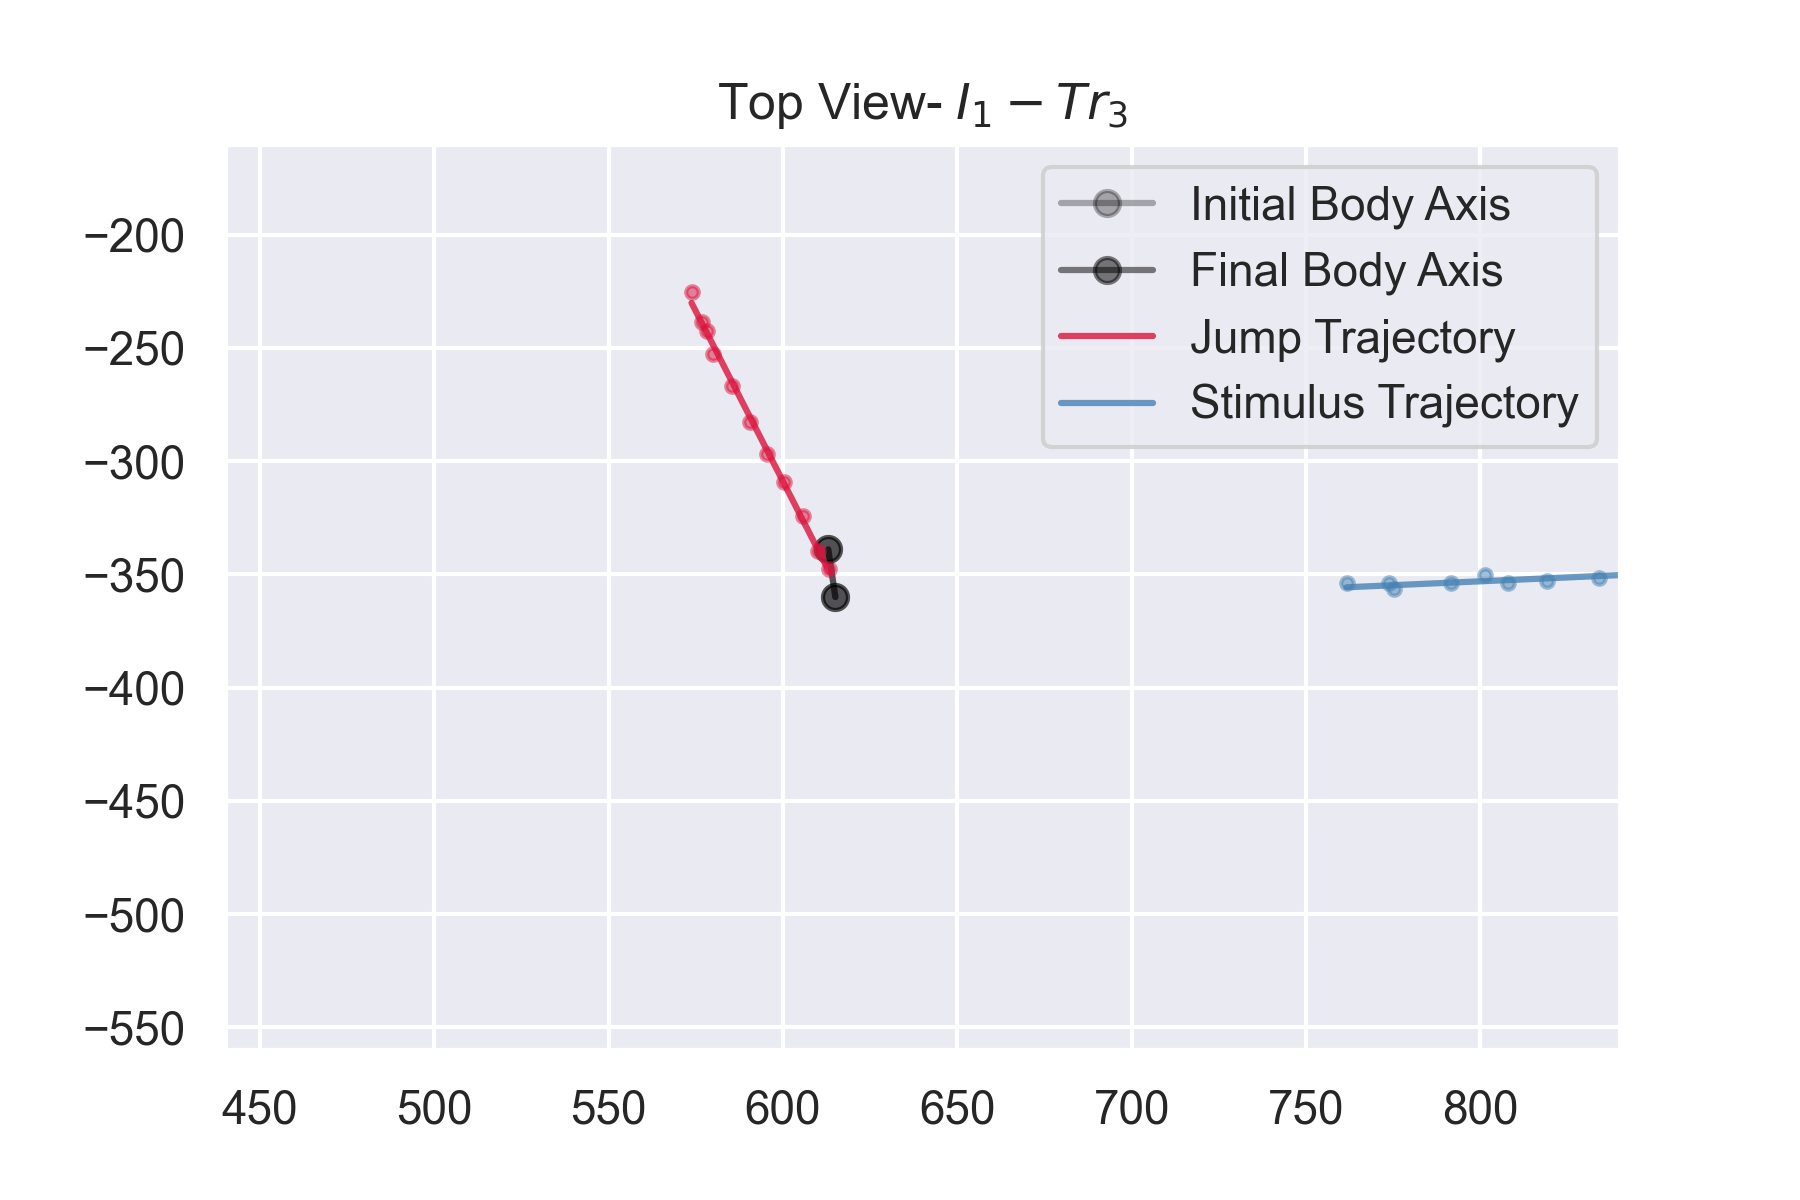 Top View- I₁ − Tr₃
Initial Body Axis
Final Body Axis
Jump Trajectory
Stimulus Trajectory
−200
−250
−300
−350
−400
−450
−500
−550
450 500 550 600 650 700 750 800